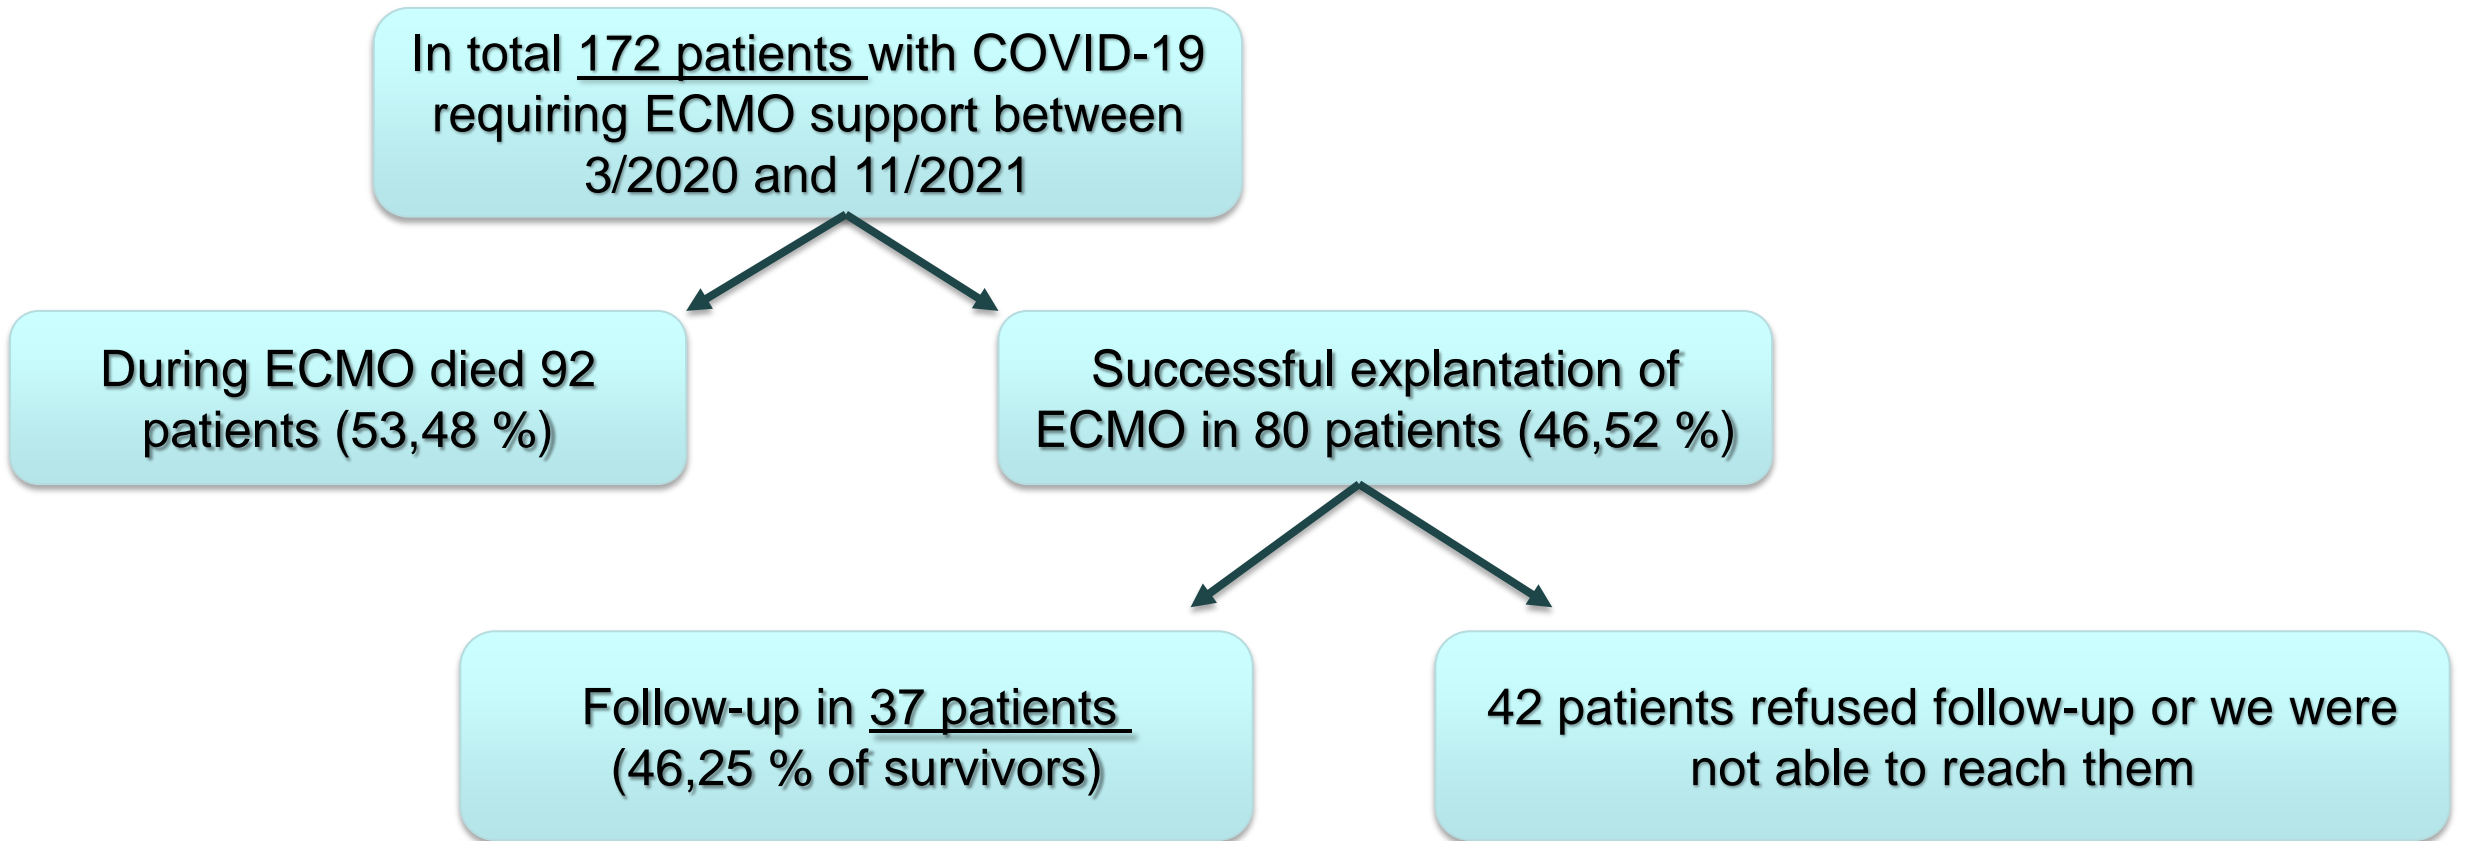 In total 172 patients with COVID-19
requiring ECMO support between
3/2020 and 11/2021
During ECMO died 92
patients (53,48 %)
Successful explantation of
ECMO in 80 patients (46,52 %)
Follow-up in 37 patients
(46,25 % of survivors)
42 patients refused follow-up or we were
not able to reach them